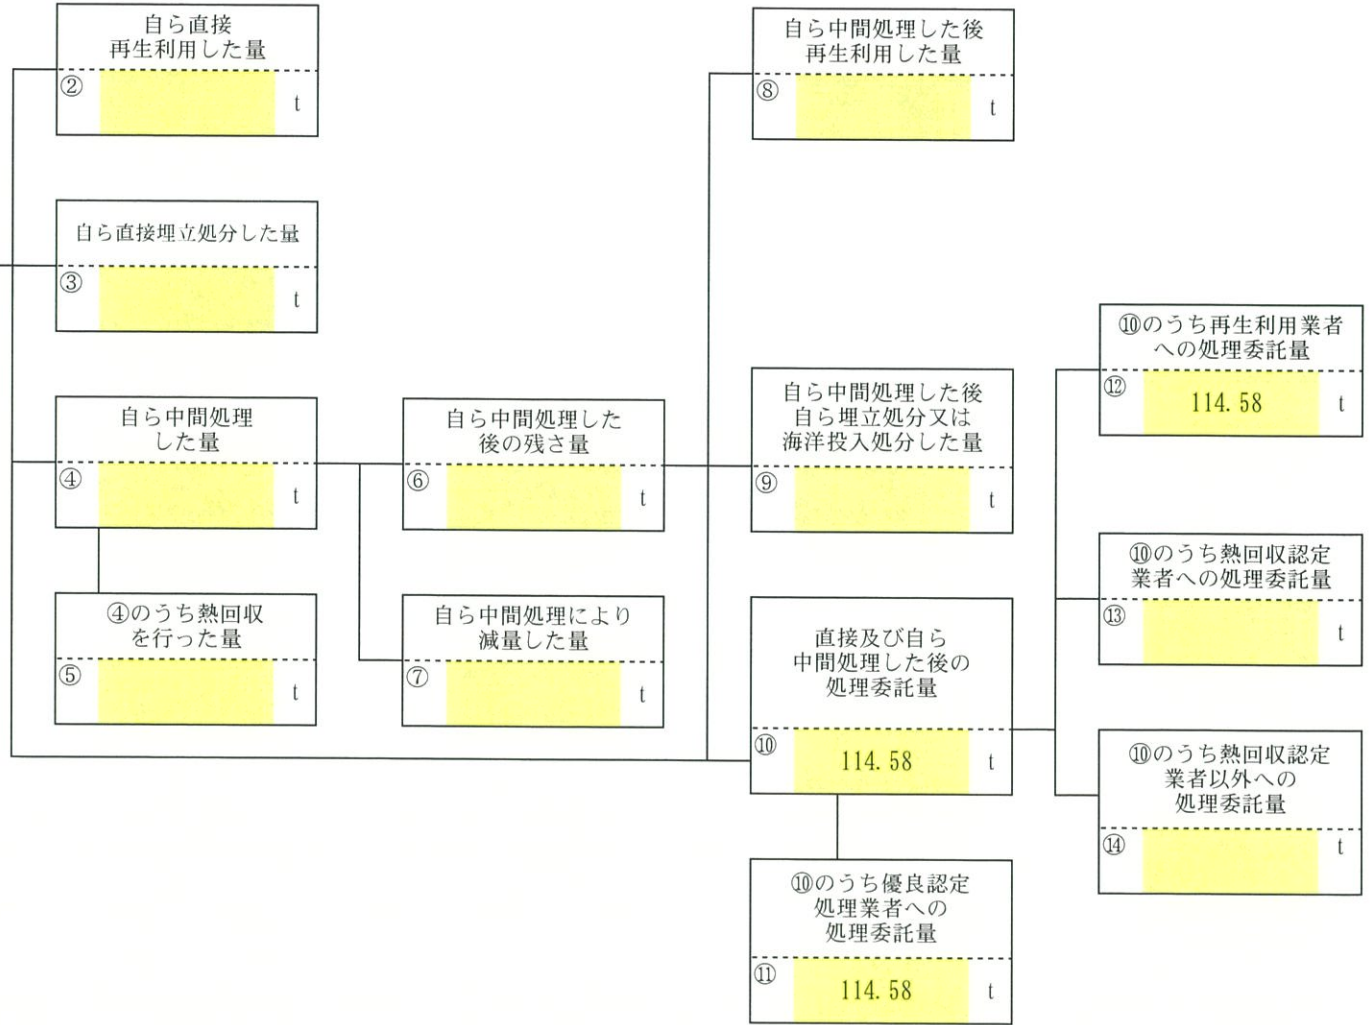 自ら直接
再生利用した量
②
t
自ら中間処理した後
再生利用した量
⑧
t
自ら直接埋立処分した量
③
t
⑩のうち再生利用業者
への処理委託量
⑫
114.58
t
自ら中間処理
した量
④
t
自ら中間処理した
後の残さ量
⑥
t
自ら中間処理した後
自ら埋立処分又は
海洋投入処分した量
⑨
t
⑩のうち熱回収認定
業者への処理委託量
⑬
t
④のうち熱回収
を行った量
⑤
t
自ら中間処理により
減量した量
⑦
t
直接及び自ら
中間処理した後の
処理委託量
⑩
114.58
t
⑩のうち熱回収認定
業者以外への
処理委託量
⑭
t
⑩のうち優良認定
処理業者への
処理委託量
⑪
114.58
t